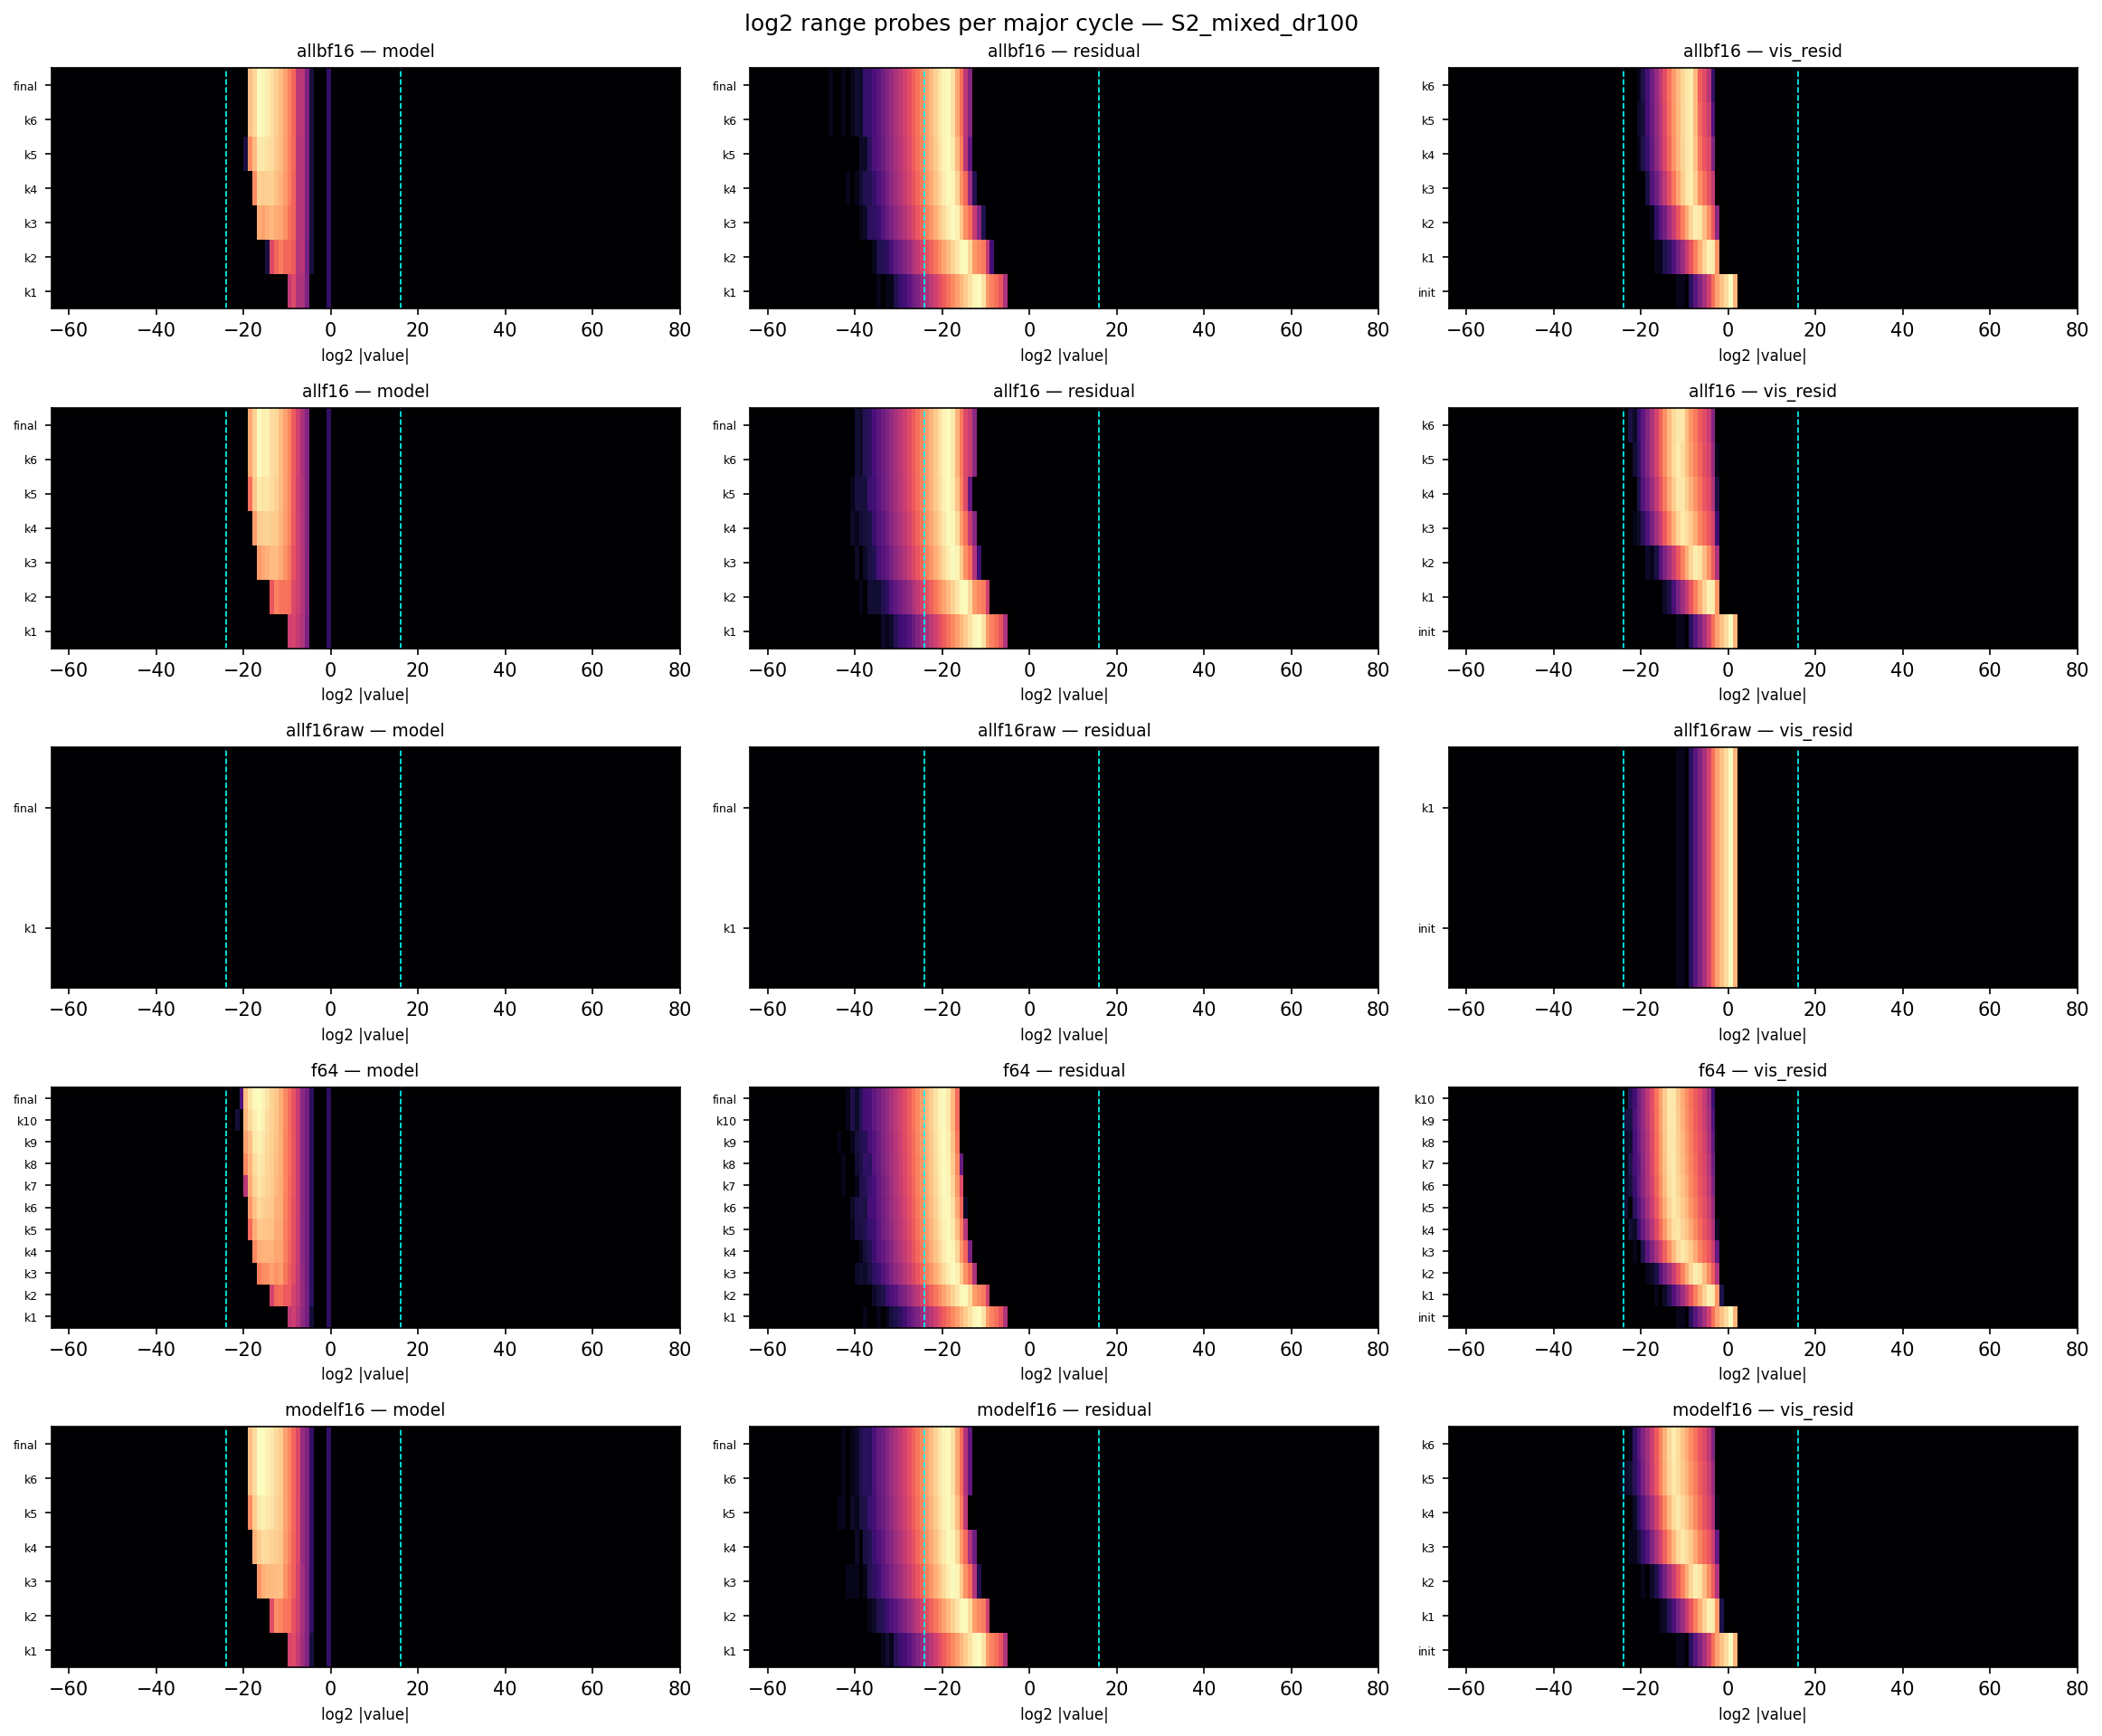 log2 range probes per major cycle — S2_mixed_dr100
allbf16 — model
final
k6
k5
k4
k3
k2
k1
−60 −40 −20 0 20 40 60 80
log2 |value|
allbf16 — residual
final
k6
k5
k4
k3
k2
k1
−60 −40 −20 0 20 40 60 80
log2 |value|
allbf16 — vis_resid
k6
k5
k4
k3
k2
k1
init
−60 −40 −20 0 20 40 60 80
log2 |value|
allf16 — model
final
k6
k5
k4
k3
k2
k1
−60 −40 −20 0 20 40 60 80
log2 |value|
allf16 — residual
final
k6
k5
k4
k3
k2
k1
−60 −40 −20 0 20 40 60 80
log2 |value|
allf16 — vis_resid
k6
k5
k4
k3
k2
k1
init
−60 −40 −20 0 20 40 60 80
log2 |value|
allf16raw — model
final
k1
−60 −40 −20 0 20 40 60 80
log2 |value|
allf16raw — residual
final
k1
−60 −40 −20 0 20 40 60 80
log2 |value|
allf16raw — vis_resid
k1
init
−60 −40 −20 0 20 40 60 80
log2 |value|
f64 — model
final
k10
k9
k8
k7
k6
k5
k4
k3
k2
k1
−60 −40 −20 0 20 40 60 80
log2 |value|
f64 — residual
final
k10
k9
k8
k7
k6
k5
k4
k3
k2
k1
−60 −40 −20 0 20 40 60 80
log2 |value|
f64 — vis_resid
k10
k9
k8
k7
k6
k5
k4
k3
k2
k1
init
−60 −40 −20 0 20 40 60 80
log2 |value|
modelf16 — model
final
k6
k5
k4
k3
k2
k1
−60 −40 −20 0 20 40 60 80
log2 |value|
modelf16 — residual
final
k6
k5
k4
k3
k2
k1
−60 −40 −20 0 20 40 60 80
log2 |value|
modelf16 — vis_resid
k6
k5
k4
k3
k2
k1
init
−60 −40 −20 0 20 40 60 80
log2 |value|